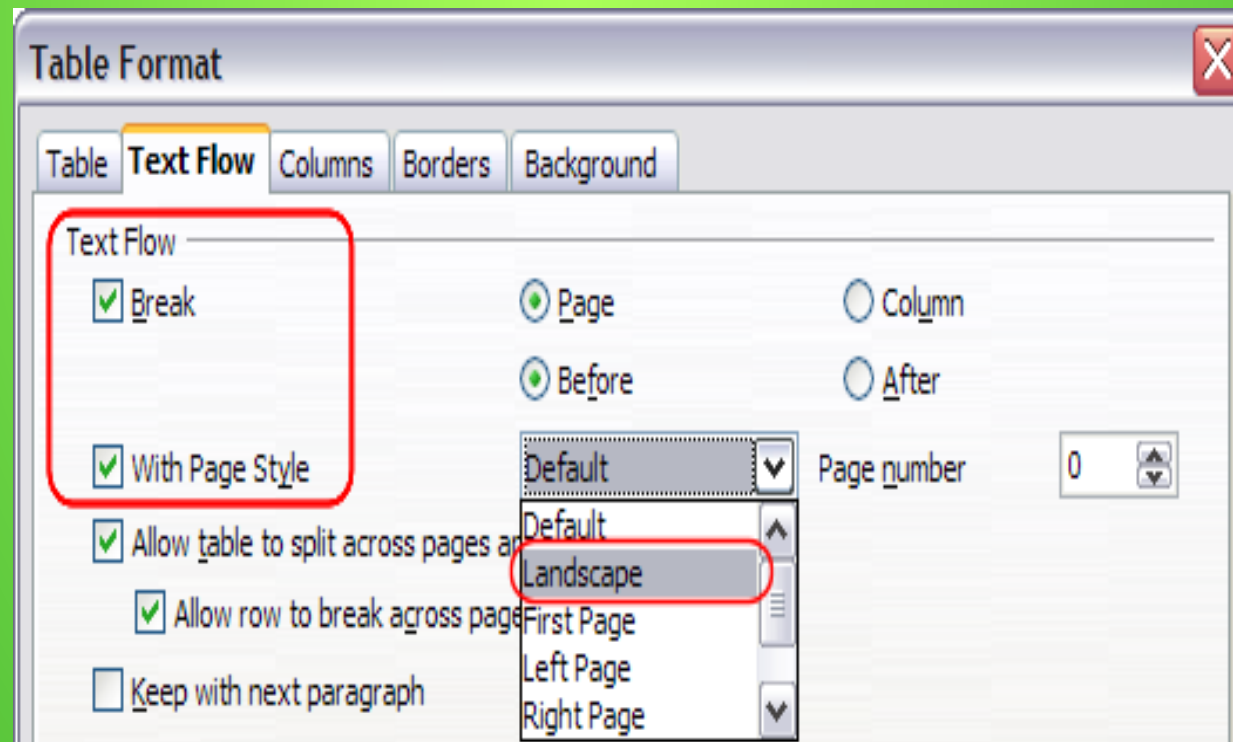 Table Format
Table Text Flow Columns Borders Background
Text Flow
Break Page Column
Before After
With Page Style Default Page number 0
Default
Allow table to split across pages
Landscape
Allow row to break across
First Page
Left Page
Keep with next paragraph
Right Page